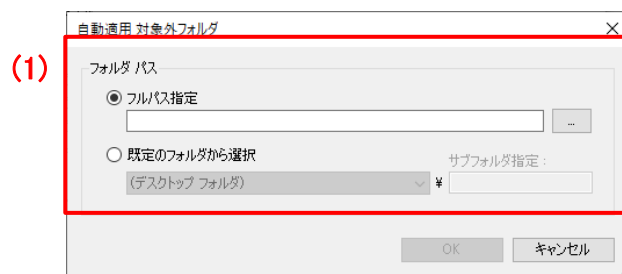 自動適用 対象外フォルダ
(1)
フォルダ パス
フルパス指定
...
既定のフォルダから選択
サブフォルダ指定:
(デスクトップ フォルダ)
¥
OK
キャンセル